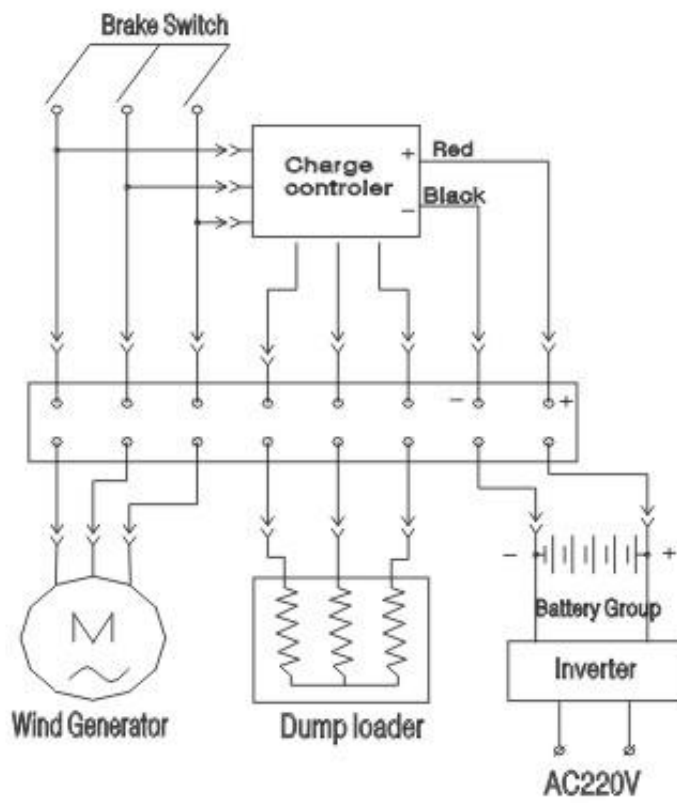 Brake Switch
Charge
controler
+
Red
−
Black
−
+
−
+
Battery Group
M
Inverter
Wind Generator
Dump loader
AC220V